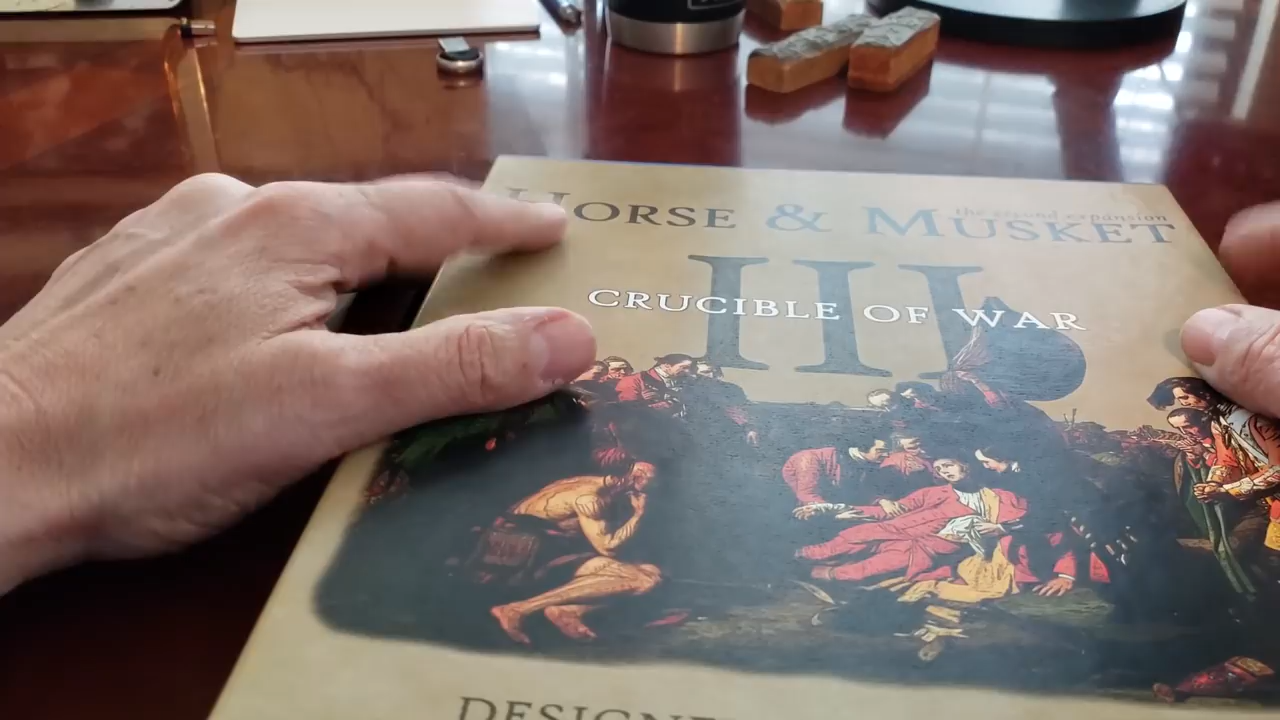 HORSE & MUSKET
the second expansion
III
CRUCIBLE OF WAR